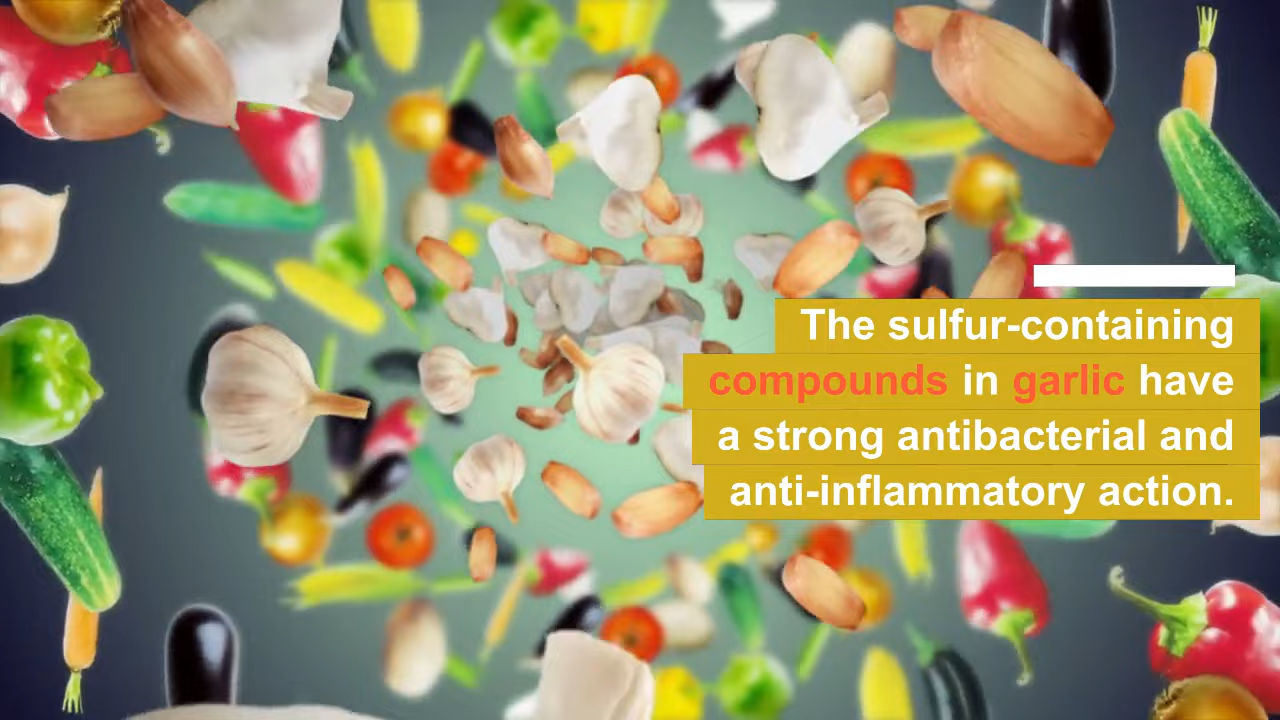 The sulfur-containing
compounds in garlic have
a strong antibacterial and
anti-inflammatory action.